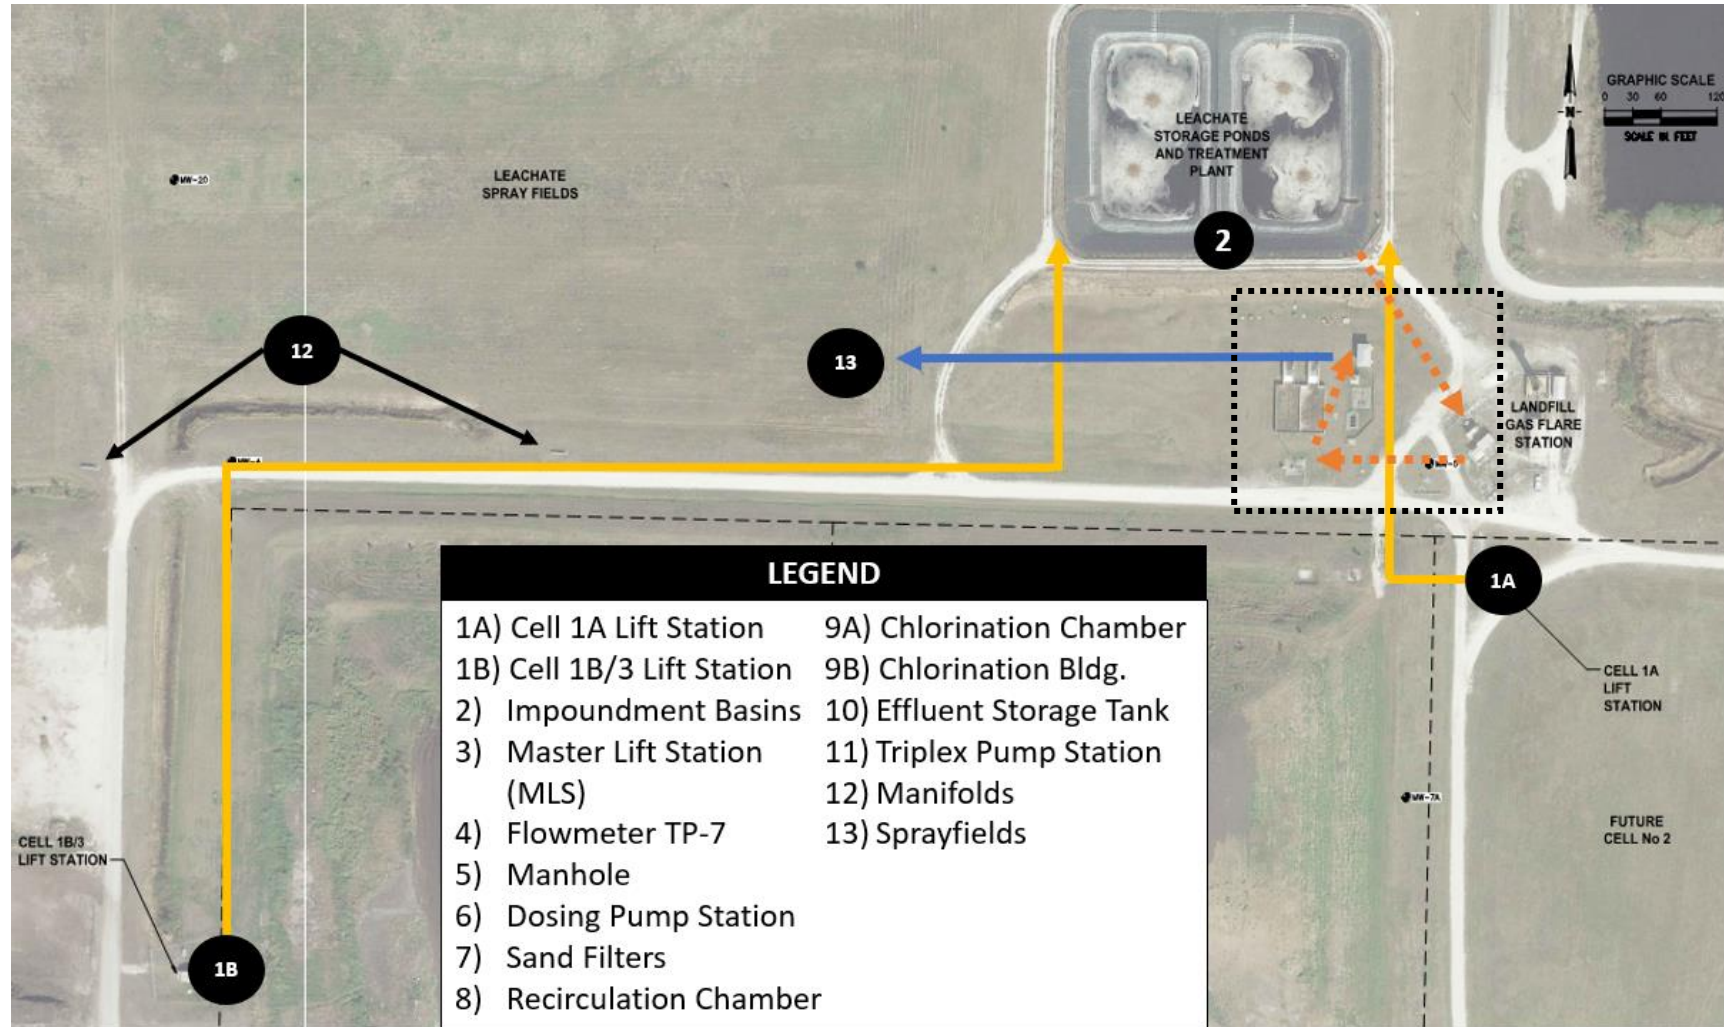 GRAPHIC SCALE
0 30 60 120
SCALE IN FEET
N
LEACHATE
STORAGE PONDS
AND TREATMENT
PLANT
MW-20
LEACHATE
SPRAY FIELDS
2
12
13
LANDFILL
GAS FLARE
STATION
1A
CELL 1A
LIFT
STATION
MW-7A
FUTURE
CELL No 2
CELL 1B/3
LIFT STATION
1B
LEGEND
1A) Cell 1A Lift Station
1B) Cell 1B/3 Lift Station
2) Impoundment Basins
3) Master Lift Station
(MLS)
4) Flowmeter TP-7
5) Manhole
6) Dosing Pump Station
7) Sand Filters
8) Recirculation Chamber
9A) Chlorination Chamber
9B) Chlorination Bldg.
10) Effluent Storage Tank
11) Triplex Pump Station
12) Manifolds
13) Sprayfields